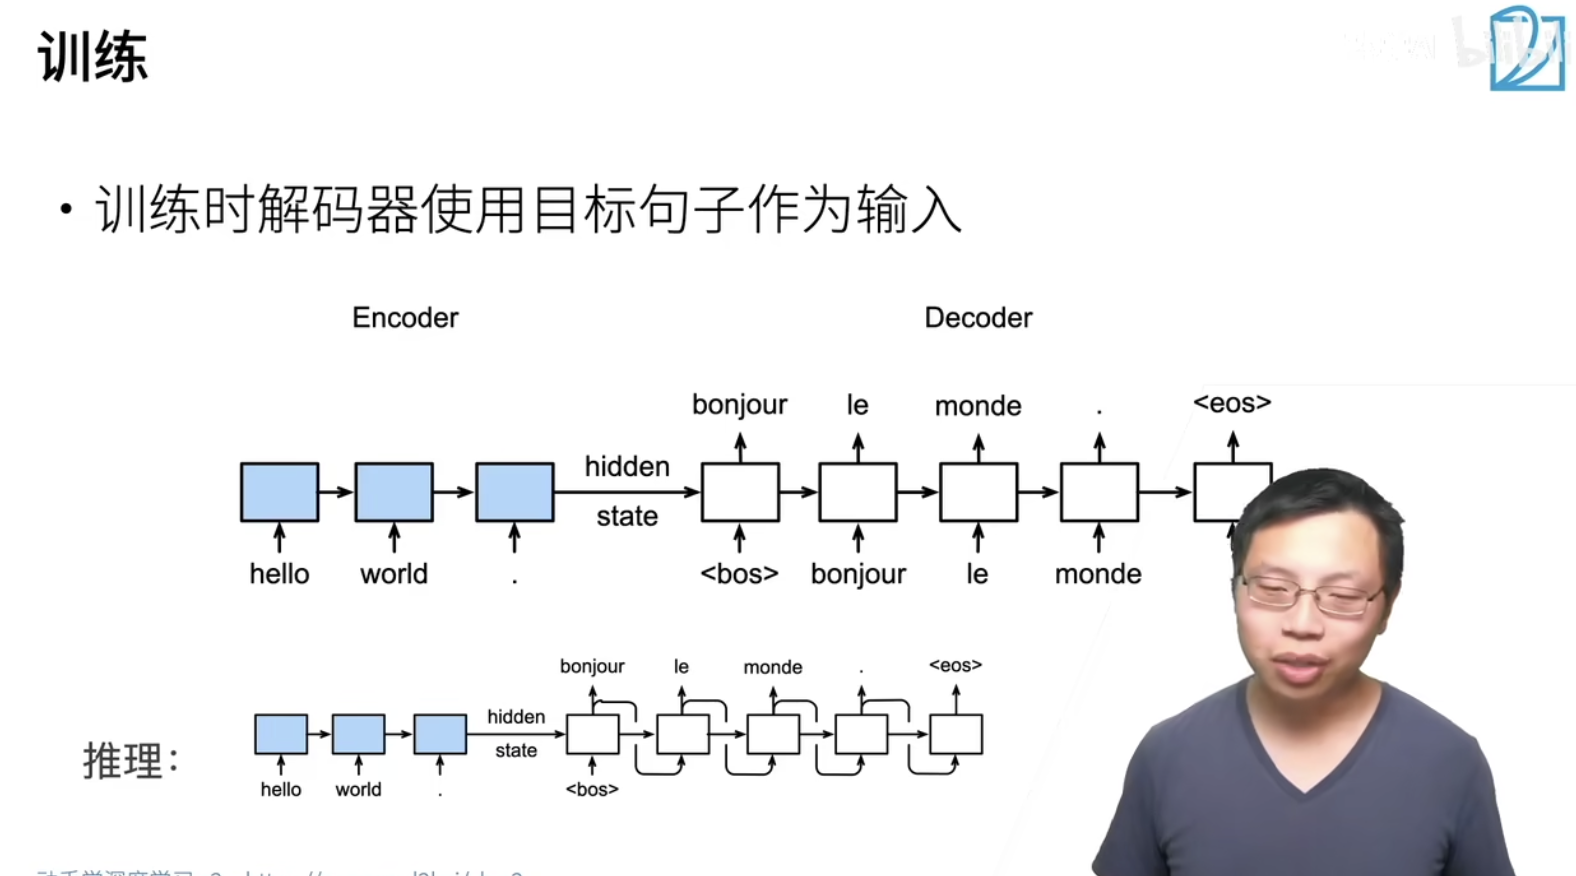 训练
bilibili
• 训练时解码器使用目标句子作为输入
Encoder
Decoder
bonjour le monde . <eos>
hidden
state
hello world .
<bos> bonjour le monde
推理：
bonjour le monde . <eos>
hidden
state
hello world .
<bos>